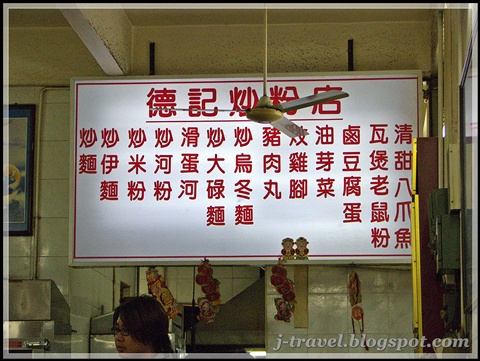 德記炒粉店
炒麵
炒伊麵
炒米粉
炒河粉
滑蛋河
炒大碌麵
炒烏冬麵
豬肉丸
炆雞腳
油芽菜
鹵豆腐蛋
瓦煲老鼠粉
清甜八爪魚
j-travel.blogspot.com